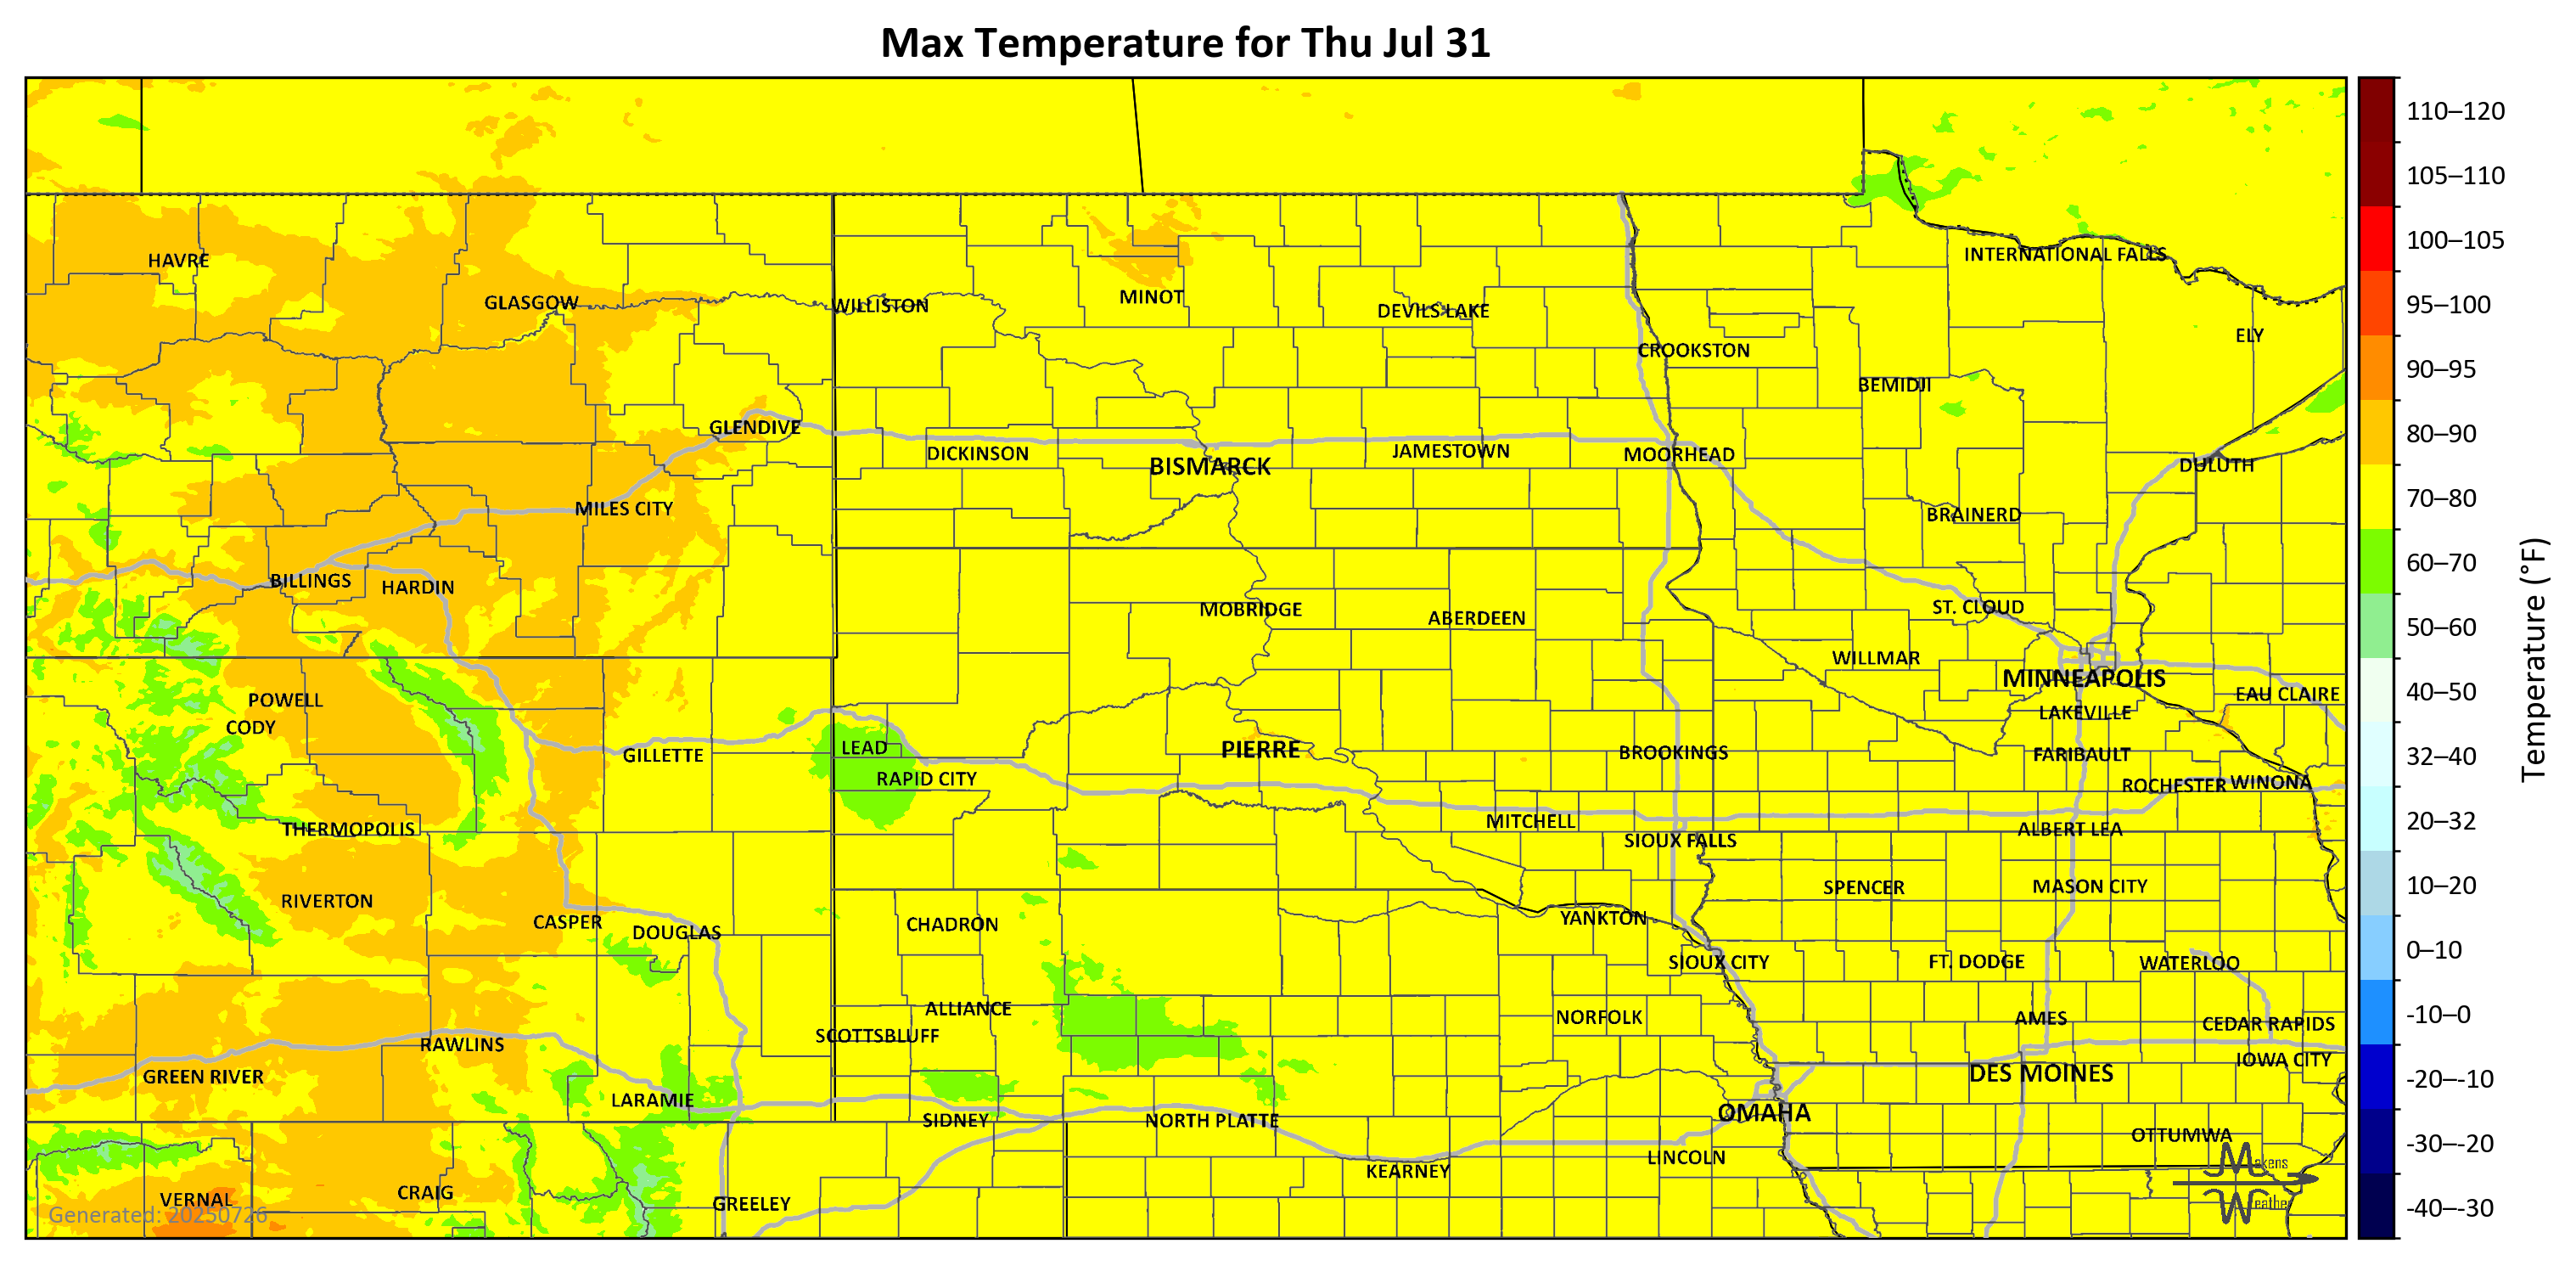 Max Temperature for Thu Jul 31
HAVRE
GLASGOW
WILLISTON
MINOT
DEVILS LAKE
CROOKSTON
INTERNATIONAL FALLS
ELY
BEMIDJI
GLENDIVE
DICKINSON
BISMARCK
JAMESTOWN
MOORHEAD
DULUTH
MILES CITY
BRAINERD
BILLINGS
HARDIN
MOBRIDGE
ABERDEEN
ST. CLOUD
WILLMAR
MINNEAPOLIS
EAU CLAIRE
POWELL
CODY
LAKEVILLE
GILLETTE
LEAD
RAPID CITY
PIERRE
BROOKINGS
FARIBAULT
ROCHESTER
WINONA
THERMOPOLIS
MITCHELL
SIOUX FALLS
ALBERT LEA
RIVERTON
SPENCER
MASON CITY
CASPER
DOUGLAS
CHADRON
YANKTON
SIOUX CITY
FT. DODGE
WATERLOO
ALLIANCE
SCOTTSBLUFF
NORFOLK
AMES
CEDAR RAPIDS
RAWLINS
IOWA CITY
GREEN RIVER
DES MOINES
LARAMIE
SIDNEY
NORTH PLATTE
OMAHA
OTTUMWA
LINCOLN
KEARNEY
VERNAL
CRAIG
GREELEY
Generated: 20250726
Makens
Weather
110–120
105–110
100–105
95–100
90–95
80–90
70–80
60–70
50–60
40–50
32–40
20–32
10–20
0–10
-10–0
-20–-10
-30–-20
-40–-30
Temperature (°F)